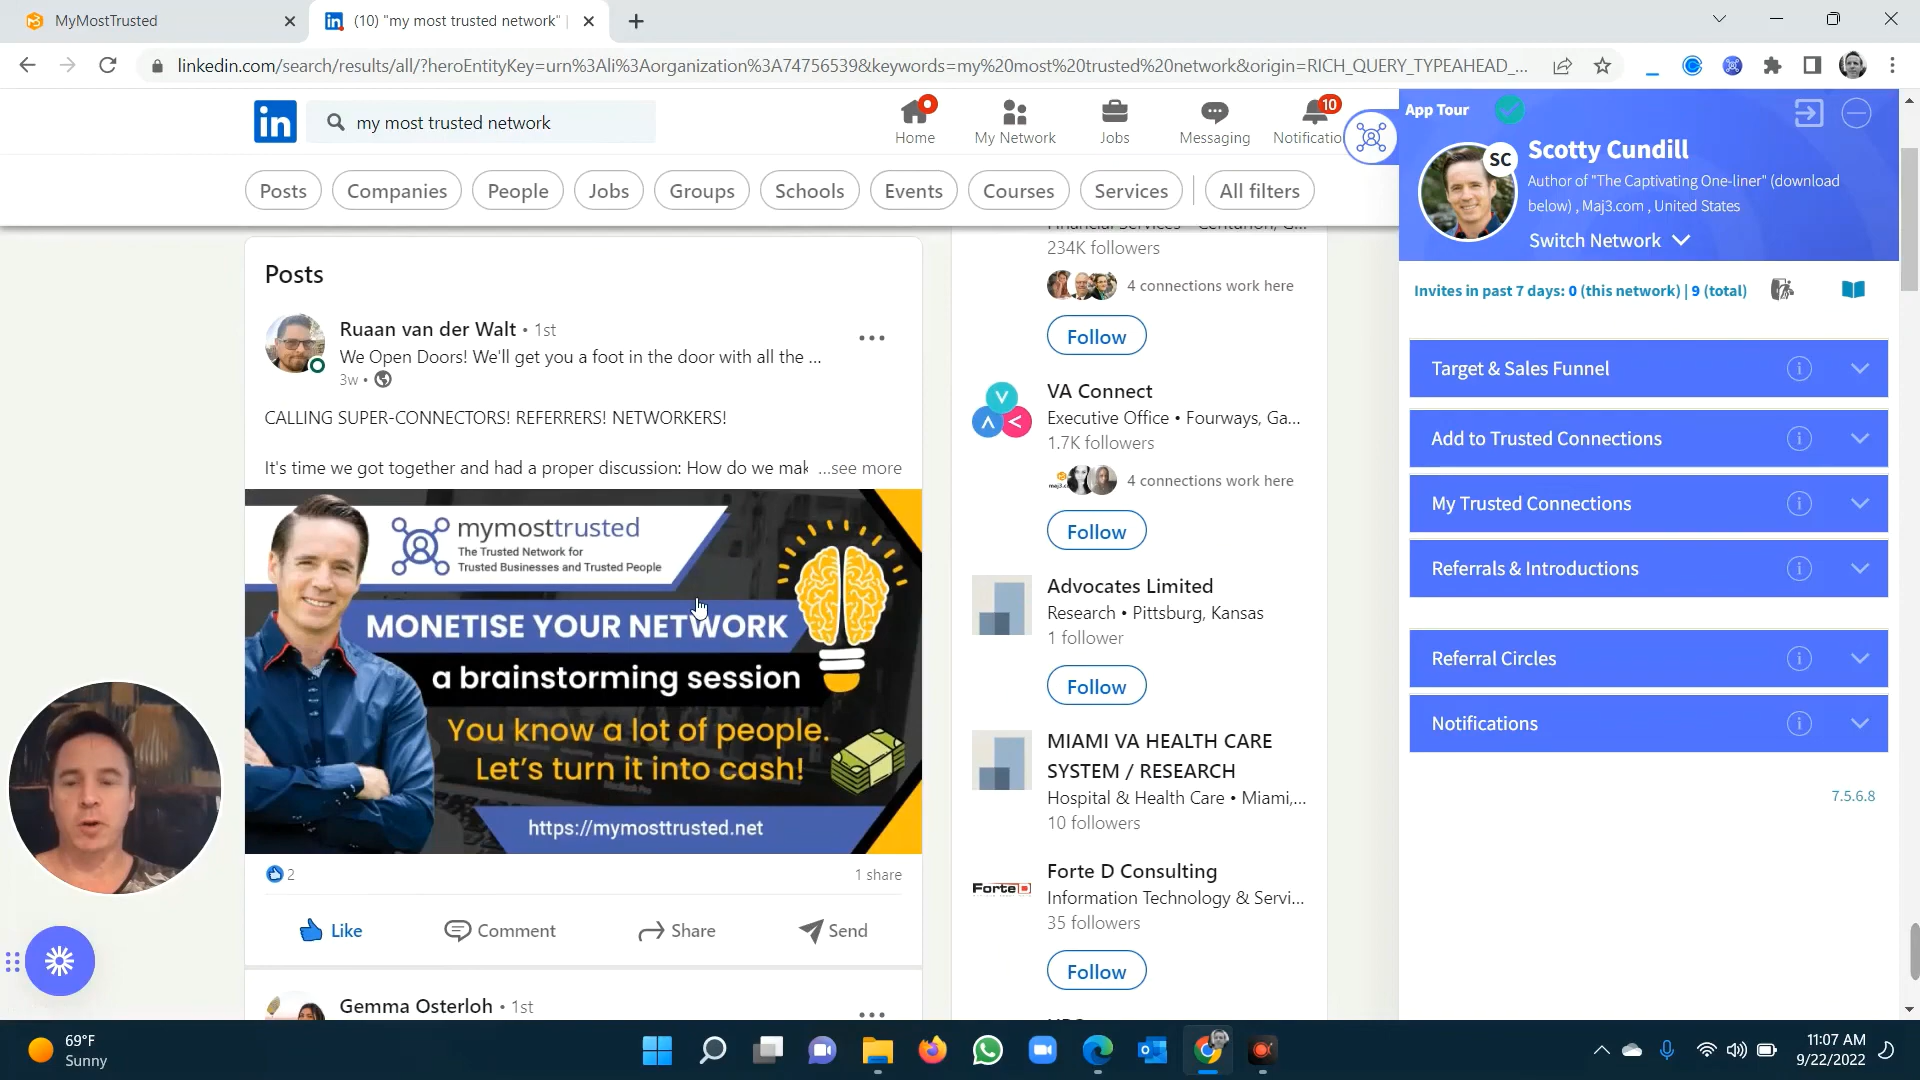 MyMostTrusted
(10) "my most trusted network" |
linkedin.com/search/results/all/?heroEntityKey=urn%3Ali%3Aorganization%3A74756539&keywords=my%20most%20trusted%20network&origin=RICH_QUERY_TYPEAHEAD_...
in
my most trusted network
Home
My Network
Jobs
Messaging
10
Notificatio
Posts
Companies
People
Jobs
Groups
Schools
Events
Courses
Services
All filters
Posts
Ruaan van der Walt • 1st
We Open Doors! We'll get you a foot in the door with all the ...
3w •
CALLING SUPER-CONNECTORS! REFERRERS! NETWORKERS!
It's time we got together and had a proper discussion: How do we mak ...see more
mymosttrusted
The Trusted Network for
Trusted Businesses and Trusted People
MONETISE YOUR NETWORK
a brainstorming session
You know a lot of people.
Let's turn it into cash!
https://mymosttrusted.net
2
1 share
Like
Comment
Share
Send
Gemma Osterloh • 1st
234K followers
4 connections work here
Follow
VA Connect
Executive Office • Fourways, Ga...
1.7K followers
4 connections work here
Follow
Advocates Limited
Research • Pittsburg, Kansas
1 follower
Follow
MIAMI VA HEALTH CARE
SYSTEM / RESEARCH
Hospital & Health Care • Miami,...
10 followers
Forte D
Forte D Consulting
Information Technology & Servi...
35 followers
Follow
App Tour
SC
Scotty Cundill
Author of "The Captivating One-liner" (download
below) , Maj3.com , United States
Switch Network
Invites in past 7 days: 0 (this network) | 9 (total)
Target & Sales Funnel
Add to Trusted Connections
My Trusted Connections
Referrals & Introductions
Referral Circles
Notifications
7.5.6.8
69°F
Sunny
11:07 AM
9/22/2022